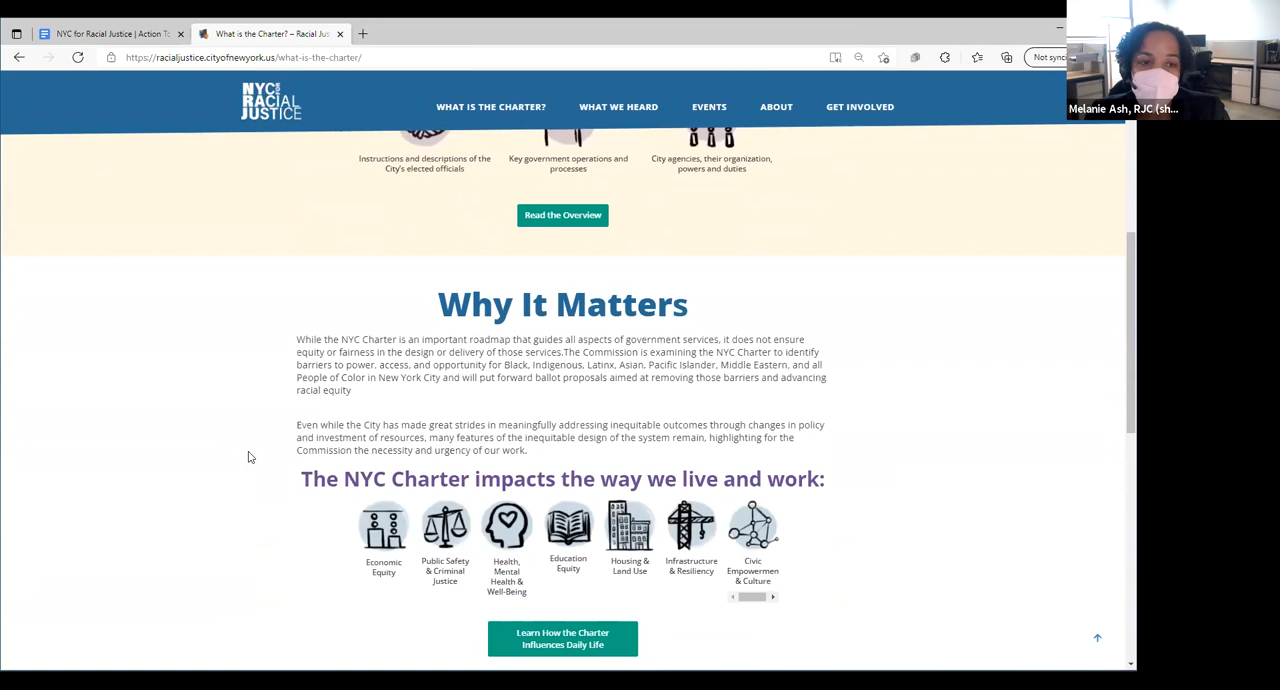 NYC for Racial Justice | Action To
What is the Charter? – Racial Jus
https://racialjustice.cityofnewyork.us/what-is-the-charter/
Not sync
Melanie Ash, RJC (sh...
NYC
FOR
RACIAL
JUSTICE
WHAT IS THE CHARTER?
WHAT WE HEARD
EVENTS
ABOUT
GET INVOLVED
Instructions and descriptions of the
City's elected officials
Key government operations and
processes
City agencies, their organization,
powers and duties
Read the Overview
Why It Matters
While the NYC Charter is an important roadmap that guides all aspects of government services, it does not ensure
equity or fairness in the design or delivery of those services.The Commission is examining the NYC Charter to identify
barriers to power, access, and opportunity for Black, Indigenous, Latinx, Asian, Pacific Islander, Middle Eastern, and all
People of Color in New York City and will put forward ballot proposals aimed at removing those barriers and advancing
racial equity
Even while the City has made great strides in meaningfully addressing inequitable outcomes through changes in policy
and investment of resources, many features of the inequitable design of the system remain, highlighting for the
Commission the necessity and urgency of our work.
The NYC Charter impacts the way we live and work:
Economic
Equity
Public Safety
& Criminal
Justice
Health,
Mental
Health &
Well-Being
Education
Equity
Housing &
Land Use
Infrastructure
& Resiliency
Civic
Empowermen
& Culture
Learn How the Charter
Influences Daily Life